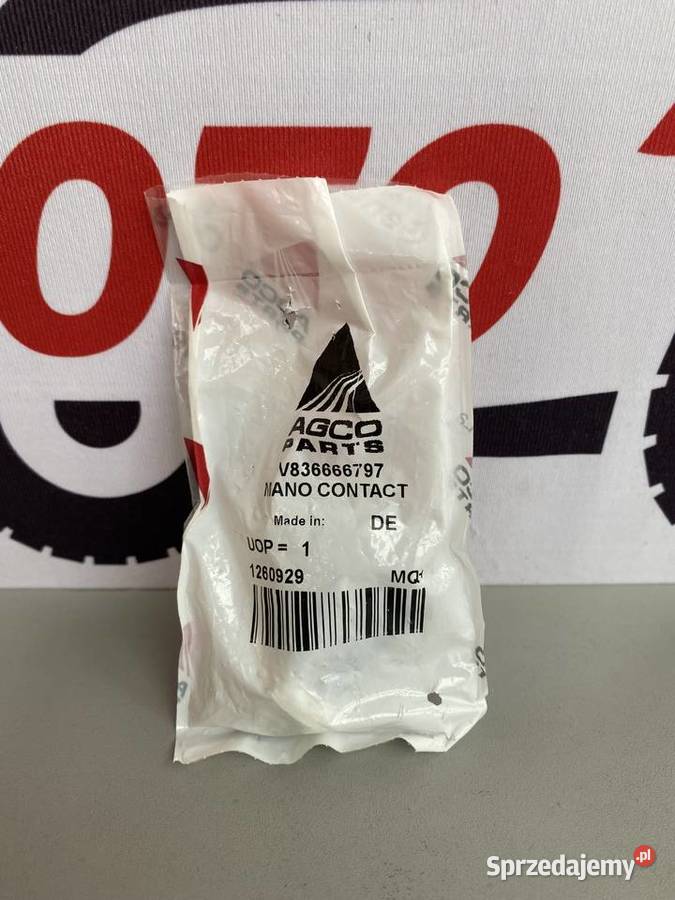 AGCO
PARTS
V836666797
MANO CONTACT
Made in: DE
UOP = 1
1260929
Sprzedajemy.pl